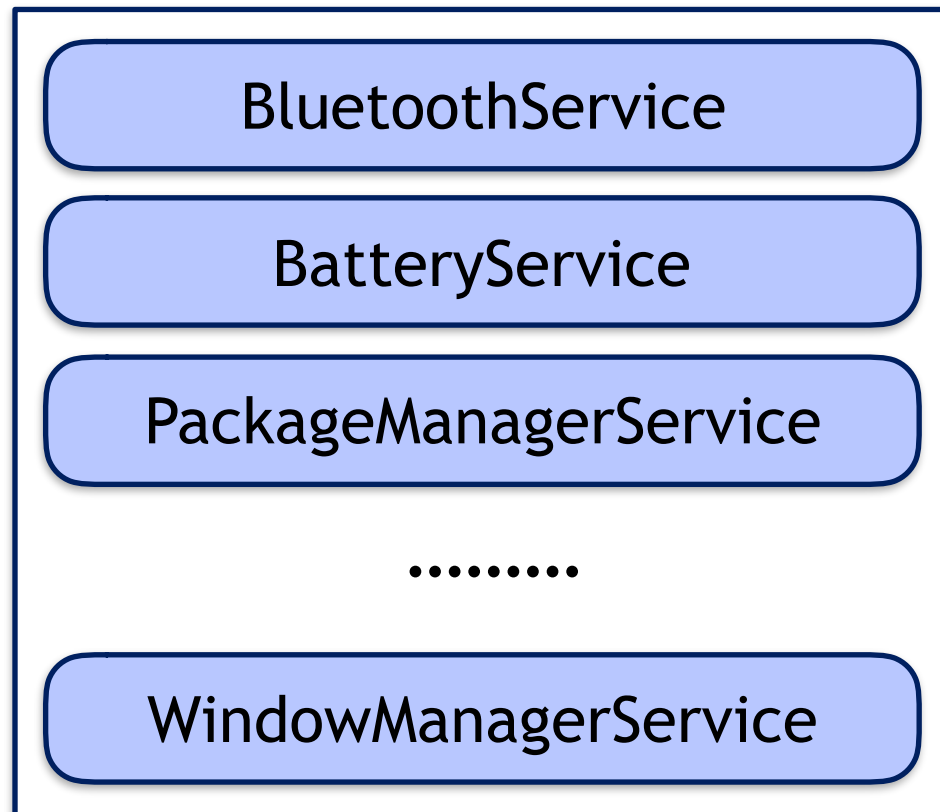 BluetoothService
BatteryService
PackageManagerService
.........
WindowManagerService